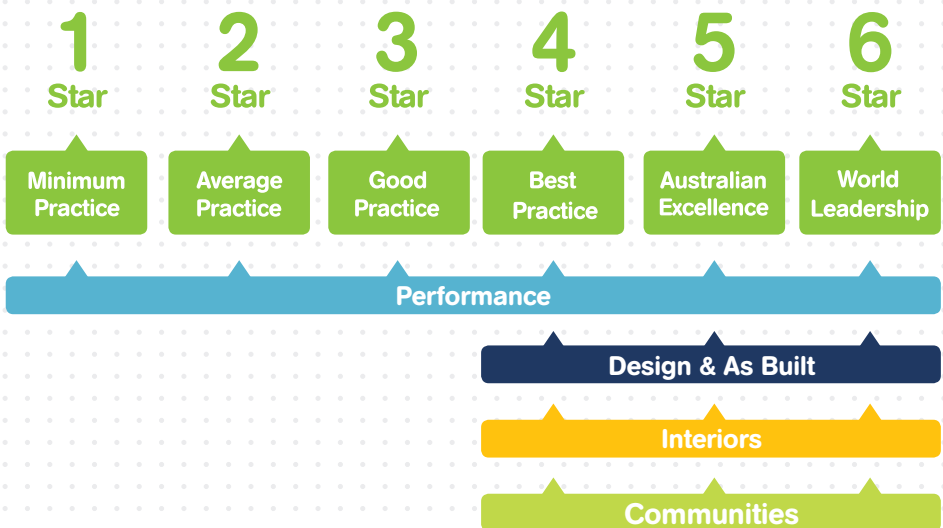 1 2 3 4 5 6
Star Star Star Star Star Star
Minimum
Practice
Average
Practice
Good
Practice
Best
Practice
Australian
Excellence
World
Leadership
Performance
Design & As Built
Interiors
Communities